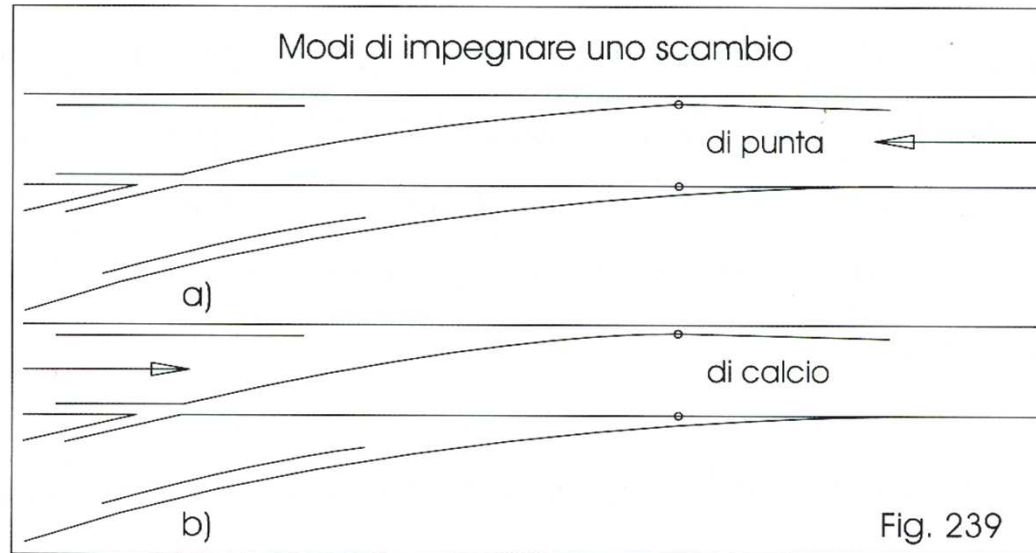 Modi di impegnare uno scambio
di punta
a)
di calcio
b)
Fig. 239